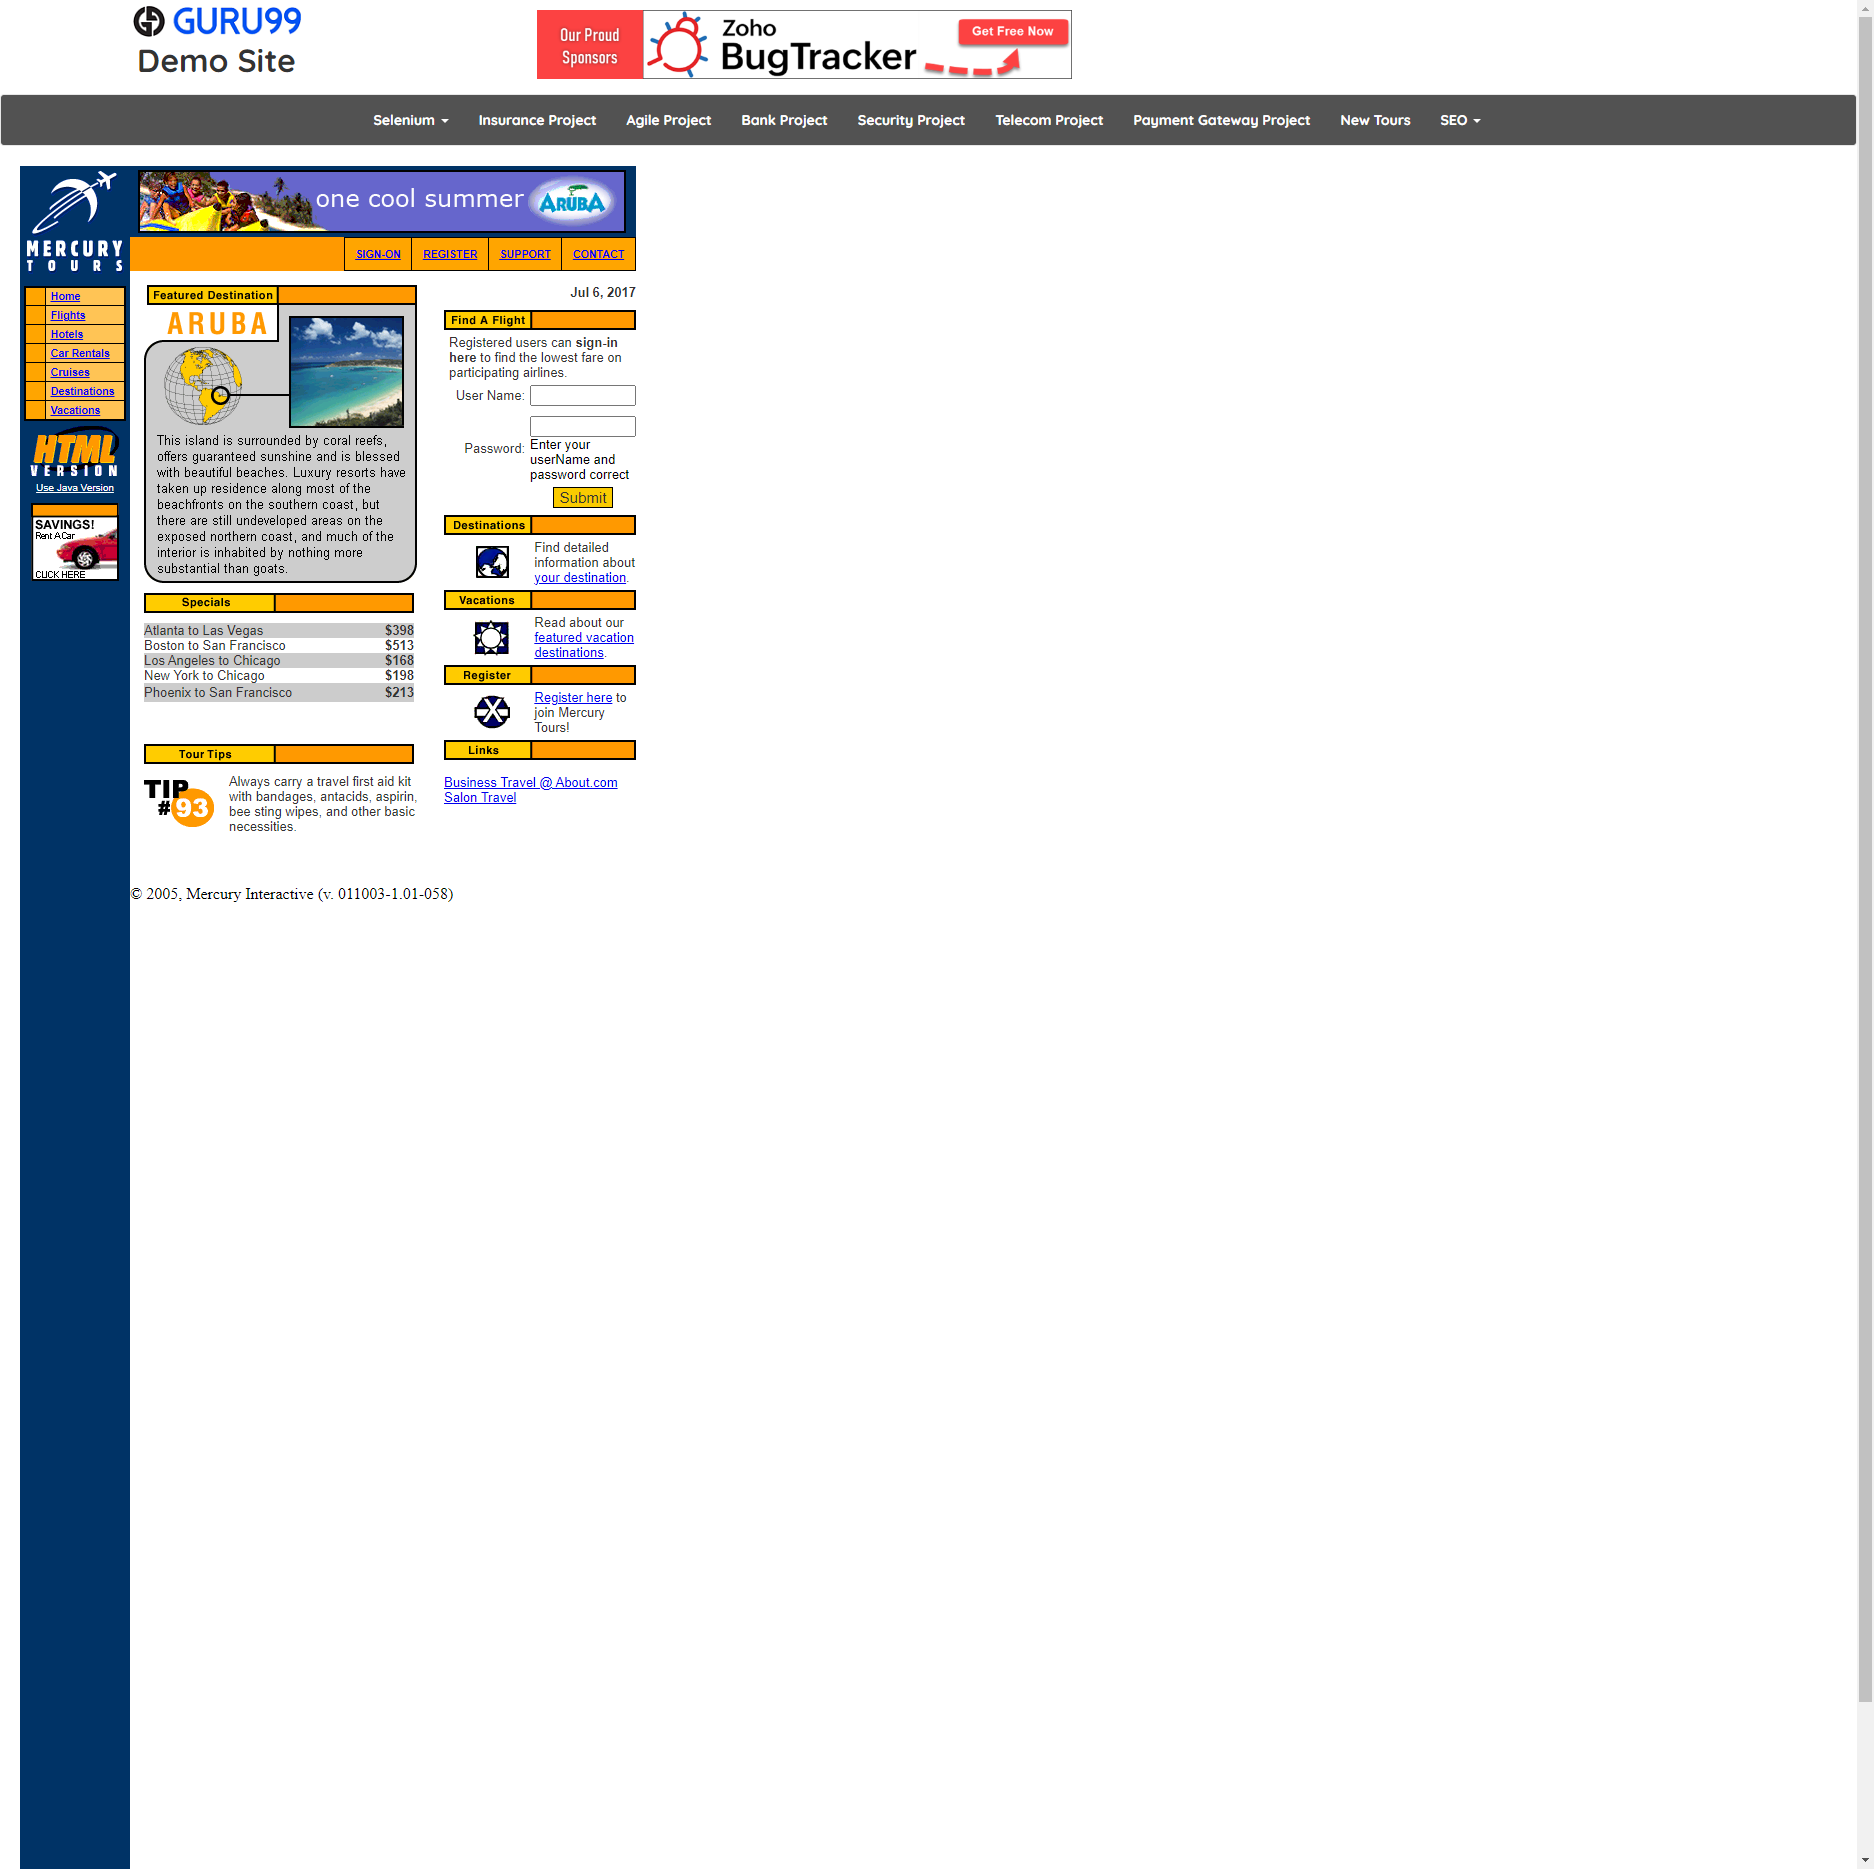 GURU99
Demo Site
Our Proud
Sponsors
Zoho
BugTracker
Get Free Now
Selenium
Insurance Project
Agile Project
Bank Project
Security Project
Telecom Project
Payment Gateway Project
New Tours
SEO
MERCURY
TOURS
one cool summer
ARUBA
SIGN-ON
REGISTER
SUPPORT
CONTACT
Home
Flights
Hotels
Car Rentals
Cruises
Destinations
Vacations
HTML
VERSION
Use Java Version
SAVINGS!
Rent A Car
CLICK HERE
Featured Destination
ARUBA
This island is surrounded by coral reefs,
offers guaranteed sunshine and is blessed
with beautiful beaches. Luxury resorts have
taken up residence along most of the
beachfronts on the southern coast, but
there are still undeveloped areas on the
exposed northern coast, and much of the
interior is inhabited by nothing more
substantial than goats.
Specials
Atlanta to Las Vegas $398
Boston to San Francisco $513
Los Angeles to Chicago $168
New York to Chicago $198
Phoenix to San Francisco $213
Tour Tips
TIP
#93
Always carry a travel first aid kit
with bandages, antacids, aspirin,
bee sting wipes, and other basic
necessities.
Jul 6, 2017
Find A Flight
Registered users can sign-in
here to find the lowest fare on
participating airlines.
User Name:
Password:
Enter your
userName and
password correct
Submit
Destinations
Find detailed
information about
your destination.
Vacations
Read about our
featured vacation
destinations.
Register
Register here to
join Mercury
Tours!
Links
Business Travel @ About.com
Salon Travel
© 2005, Mercury Interactive (v. 011003-1.01-058)